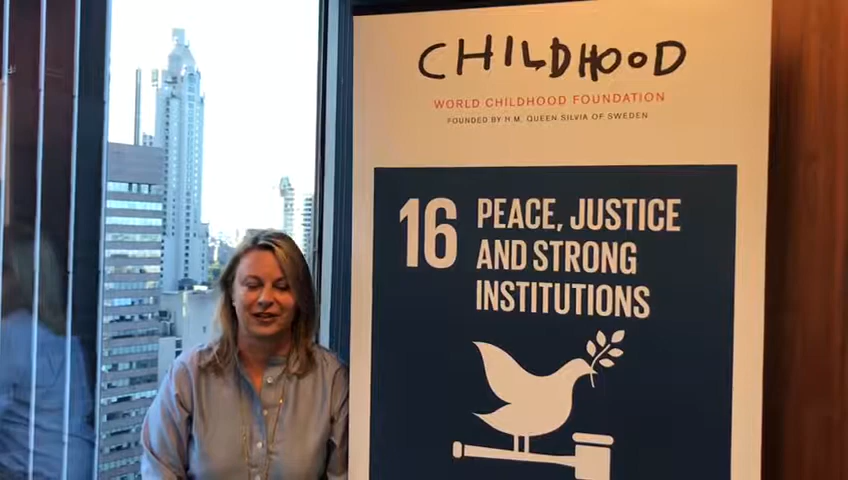 CHILDHOOD
WORLD CHILDHOOD FOUNDATION
FOUNDED BY H.M. QUEEN SILVIA OF SWEDEN
16 PEACE, JUSTICE
AND STRONG
INSTITUTIONS